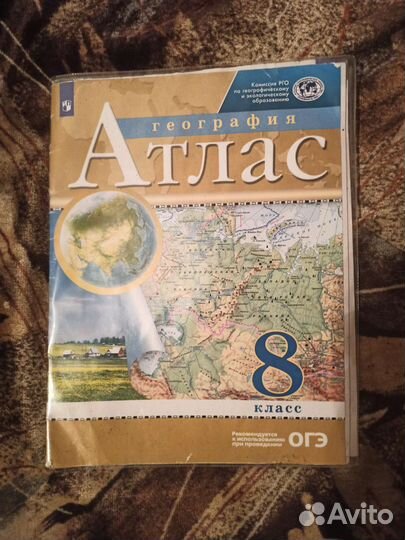 Комиссия РГО
по географическому
и экологическому
образованию
география
Атлас
8
класс
Рекомендуется
к использованию
при проведении
ОГЭ
Avito